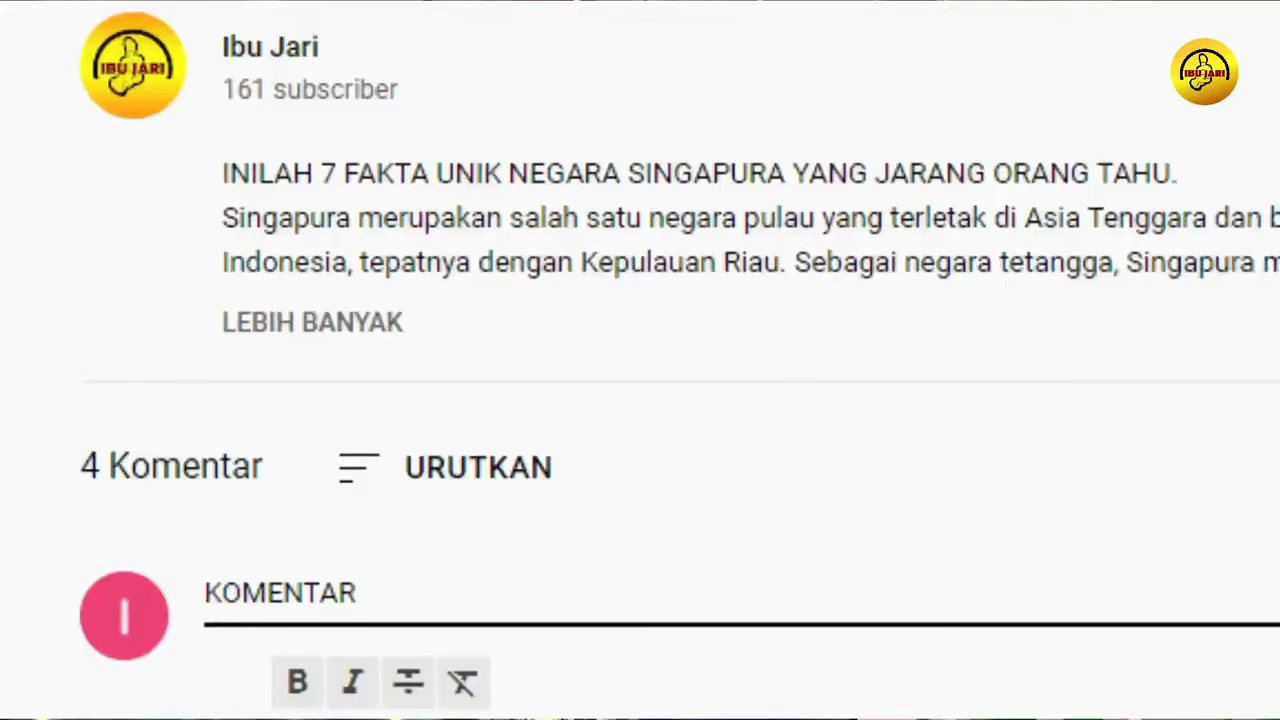 Ibu Jari
161 subscriber
IBU JARI
IBU JARI
INILAH 7 FAKTA UNIK NEGARA SINGAPURA YANG JARANG ORANG TAHU.
Singapura merupakan salah satu negara pulau yang terletak di Asia Tenggara dan b
Indonesia, tepatnya dengan Kepulauan Riau. Sebagai negara tetangga, Singapura m
LEBIH BANYAK
4 Komentar
URUTKAN
I
KOMENTAR
B I T T